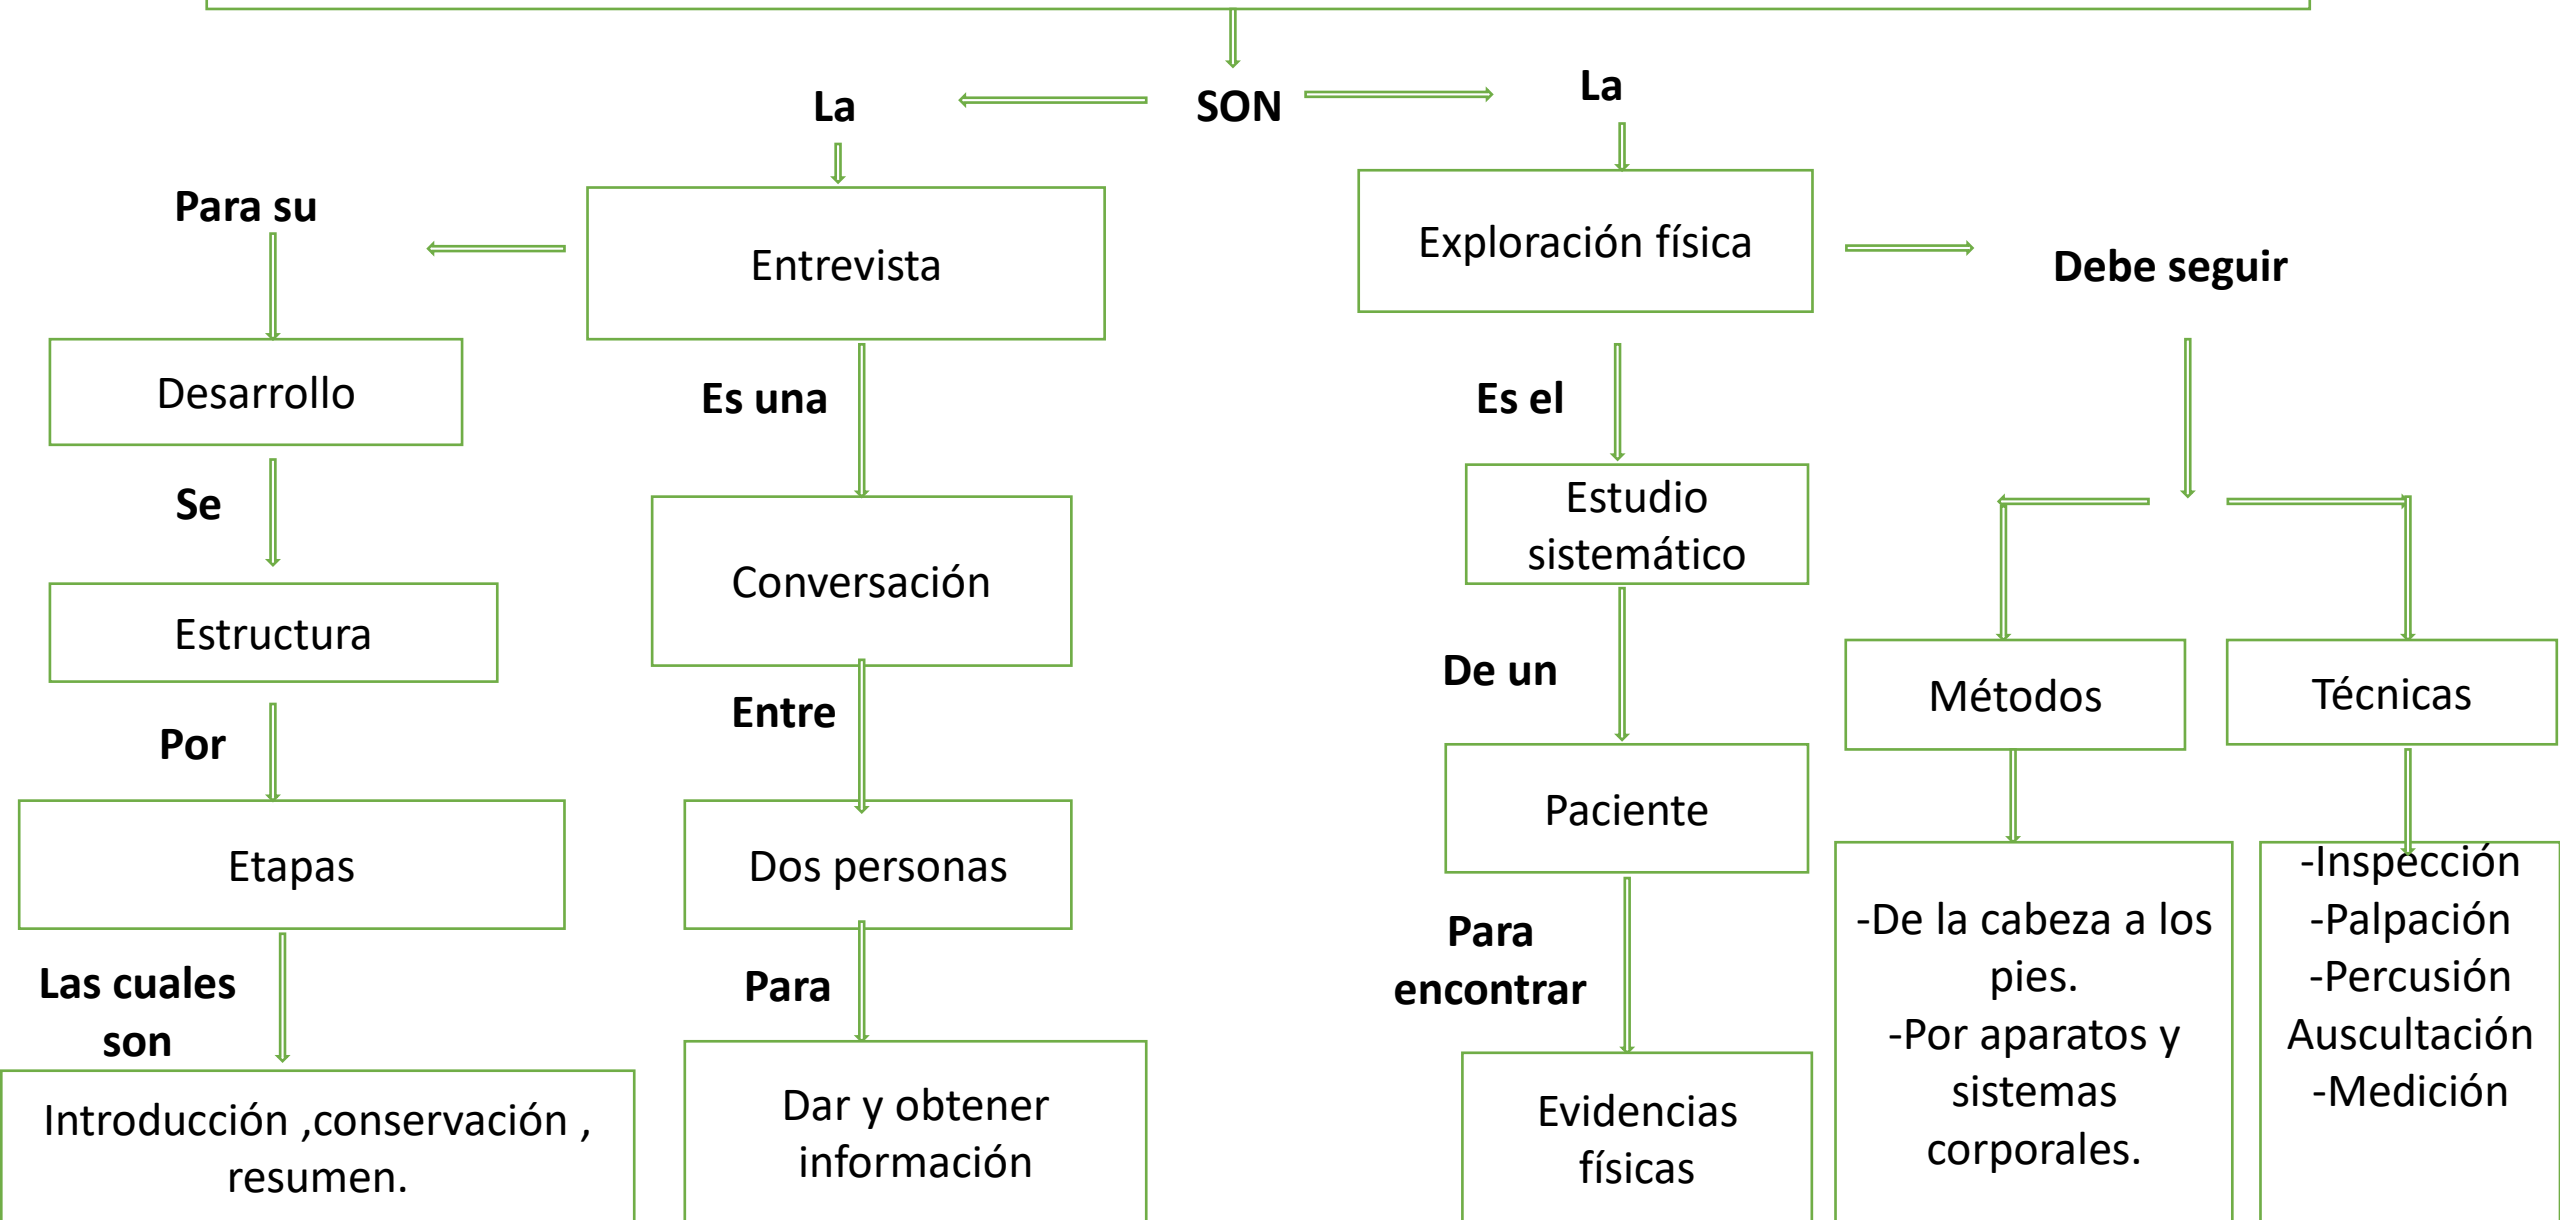 SON
La
La
Para su
Entrevista
Exploración física
Debe seguir
Desarrollo
Es una
Es el
Se
Estudio
sistemático
Conversación
Estructura
De un
Métodos
Técnicas
Entre
Por
Paciente
Etapas
Dos personas
-De la cabeza a los
pies.
-Por aparatos y
sistemas
corporales.
-Inspección
-Palpación
-Percusión
Auscultación
-Medición
Para
encontrar
Las cuales
son
Para
Introducción ,conservación ,
resumen.
Dar y obtener
información
Evidencias
físicas